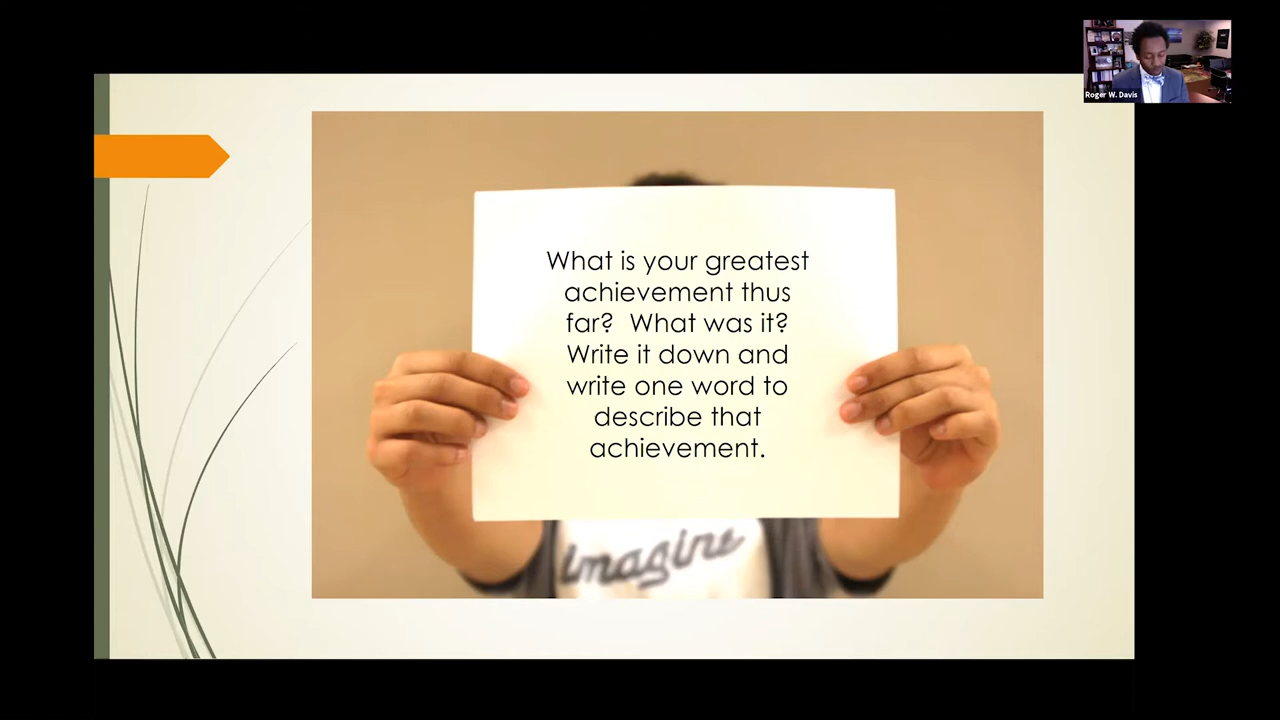 Roger W. Davis
What is your greatest
achievement thus
far? What was it?
Write it down and
write one word to
describe that
achievement.
imagine